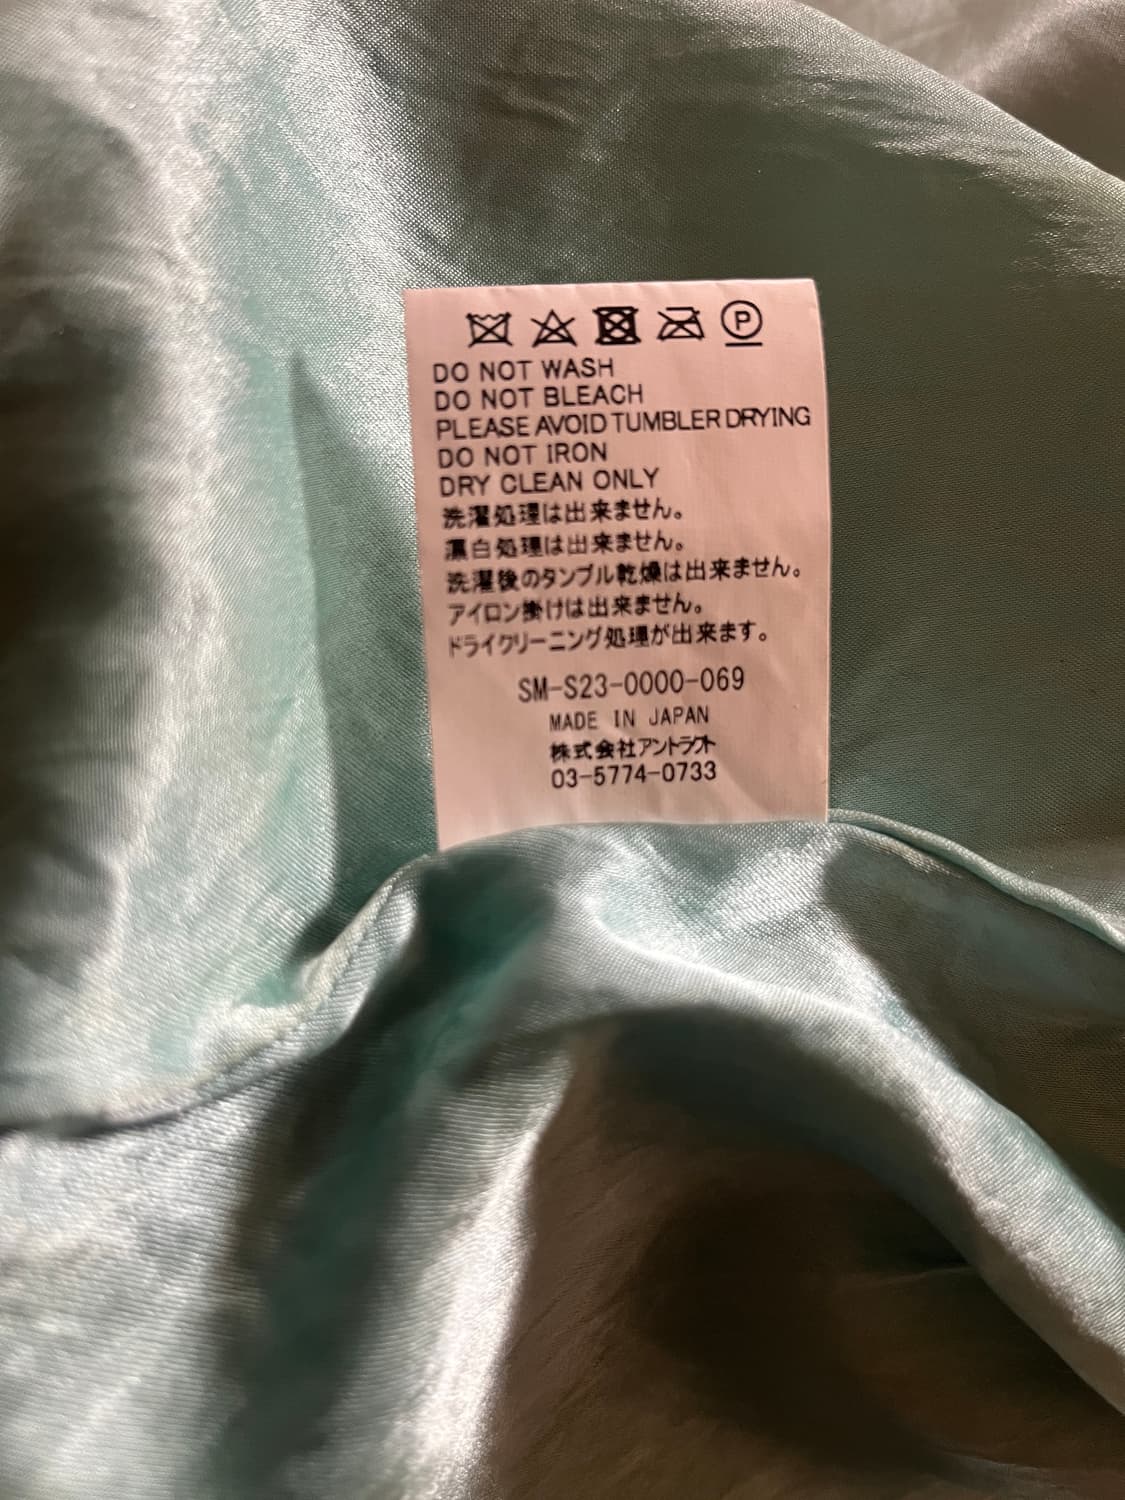 DO NOT WASH
DO NOT BLEACH
PLEASE AVOID TUMBLER DRYING
DO NOT IRON
DRY CLEAN ONLY
洗濯処理は出来ません。
漂白処理は出来ません。
洗濯後のタンブル乾燥は出来ません。
アイロン掛けは出来ません。
ドライクリーニング処理が出来ます。
SM-S23-0000-069
MADE IN JAPAN
株式会社アントラクト
03-5774-0733